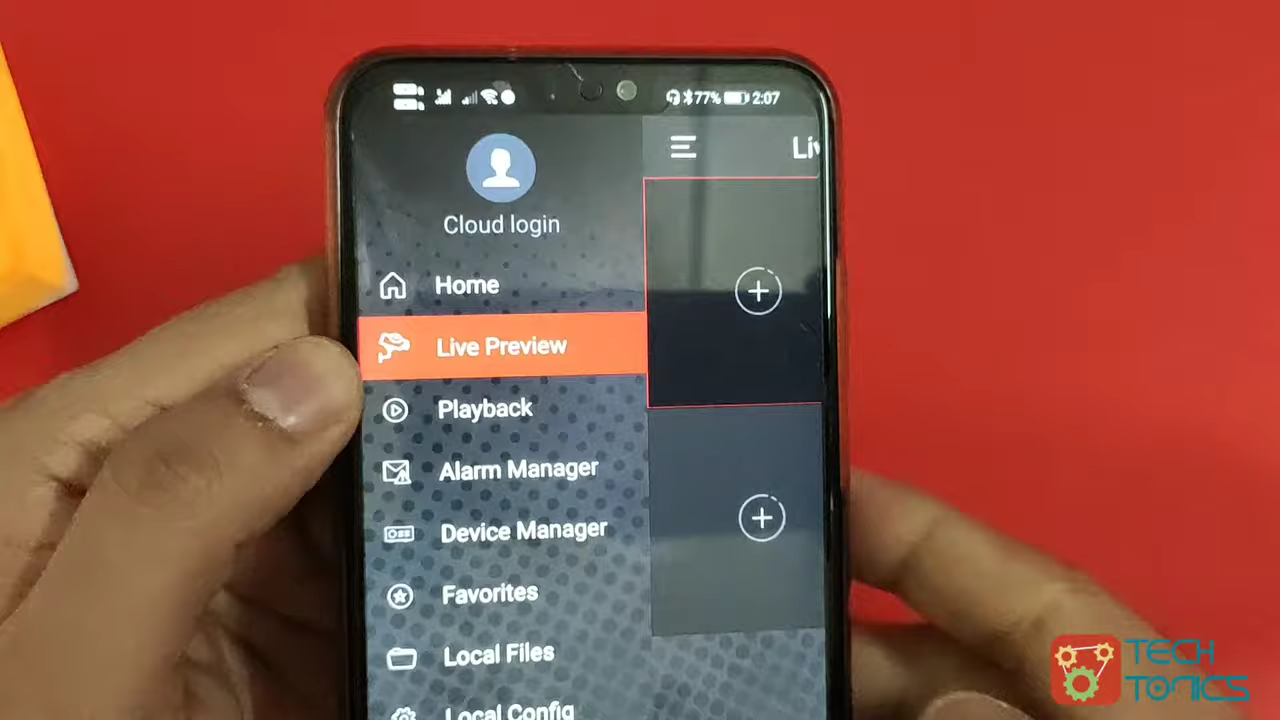 77% 2:07
Liv
Cloud login
Home
Live Preview
Playback
Alarm Manager
Device Manager
Favorites
Local Files
Local Config
TECH
TONICS